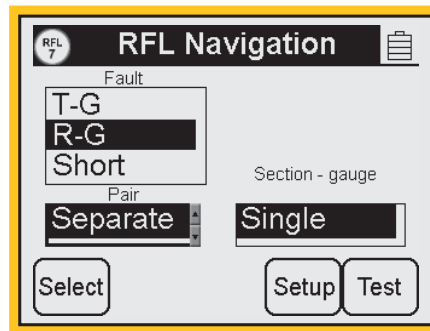 RFL 7 RFL Navigation
Fault
T-G
R-G
Short
Section - gauge
Pair
Separate
Single
Select
Setup
Test